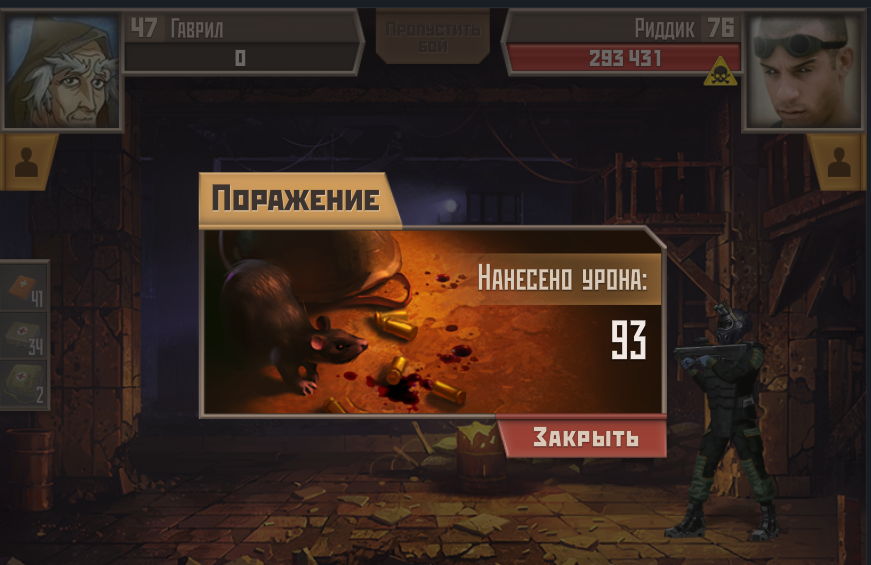 47 Гаврил
0
Пропустить
бой
Риддик 76
293 431
Поражение
Нанесено урона:
93
41
34
2
Закрыть